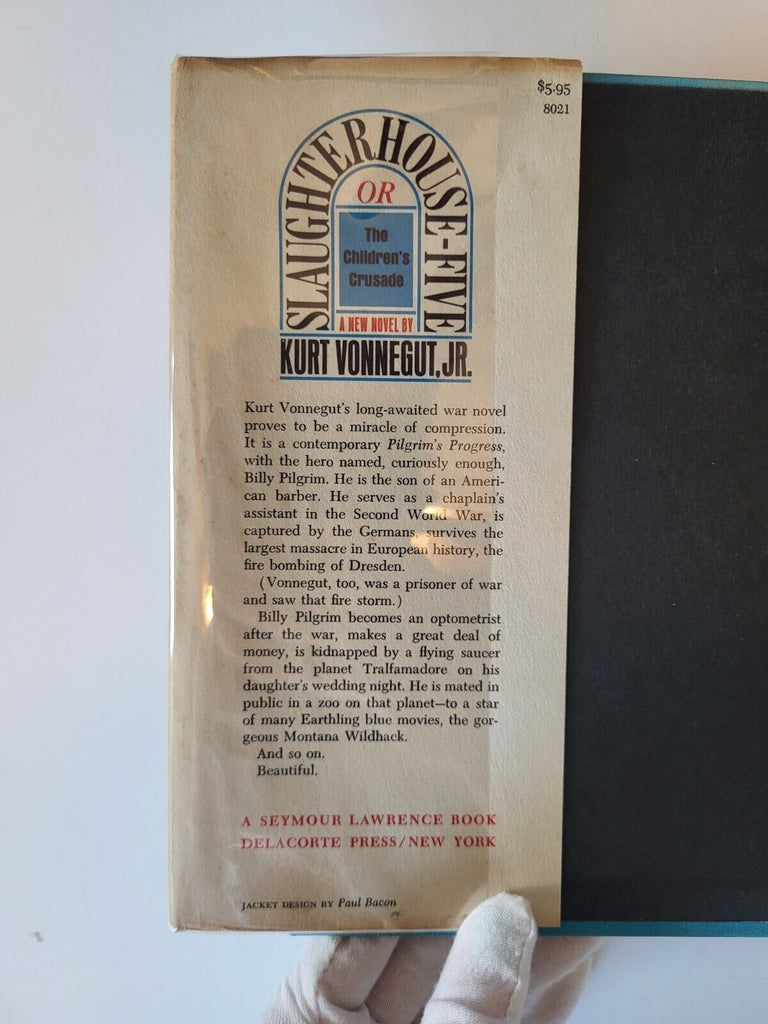 $5.95
8021
SLAUGHTERHOUSE-FIVE
OR
The
Children's
Crusade
A NEW NOVEL BY
KURT VONNEGUT, JR.
Kurt Vonnegut's long-awaited war novel
proves to be a miracle of compression.
It is a contemporary Pilgrim's Progress,
with the hero named, curiously enough,
Billy Pilgrim. He is the son of an Ameri-
can barber. He serves as a chaplain's
assistant in the Second World War, is
captured by the Germans, survives the
largest massacre in European history, the
fire bombing of Dresden.
(Vonnegut, too, was a prisoner of war
and saw that fire storm.)
Billy Pilgrim becomes an optometrist
after the war, makes a great deal of
money, is kidnapped by a flying saucer
from the planet Tralfamadore on his
daughter's wedding night. He is mated in
public in a zoo on that planet—to a star
of many Earthling blue movies, the gor-
geous Montana Wildhack.
And so on.
Beautiful.
A SEYMOUR LAWRENCE BOOK
DELACORTE PRESS/NEW YORK
JACKET DESIGN BY Paul Bacon